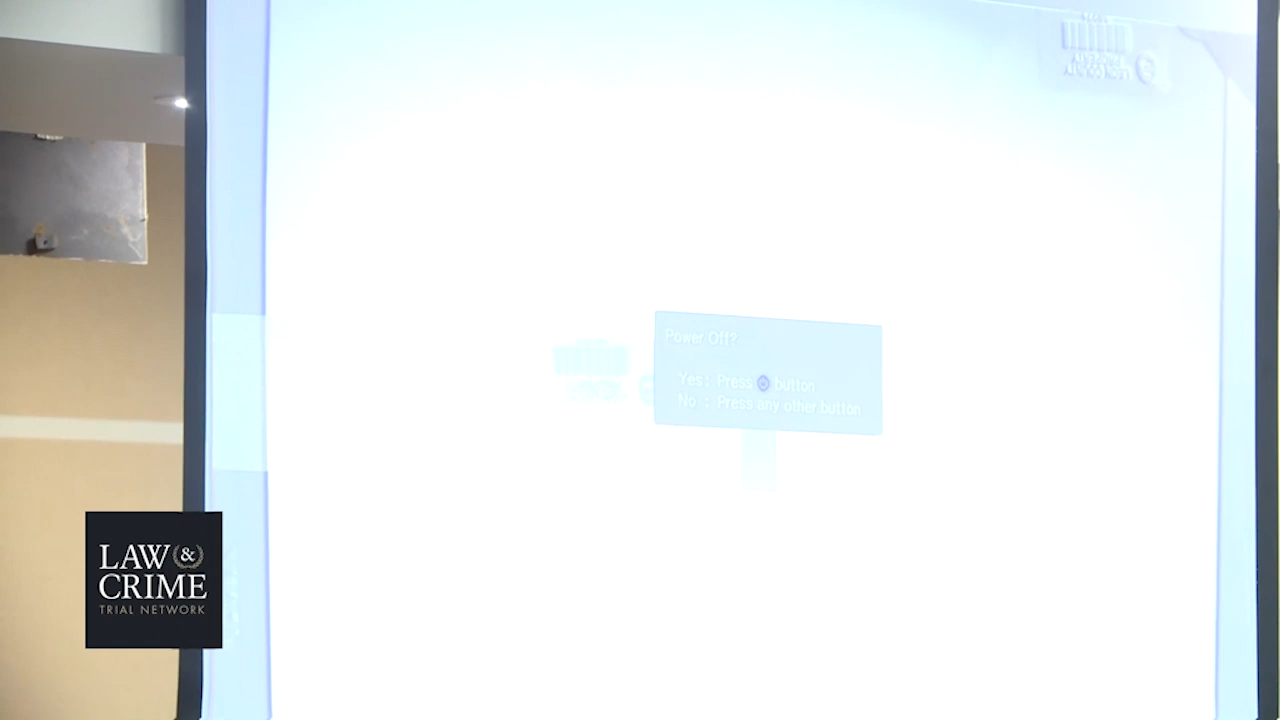 Power Off?
Yes: Press button
No : Press any other button
LAW &
CRIME
TRIAL NETWORK